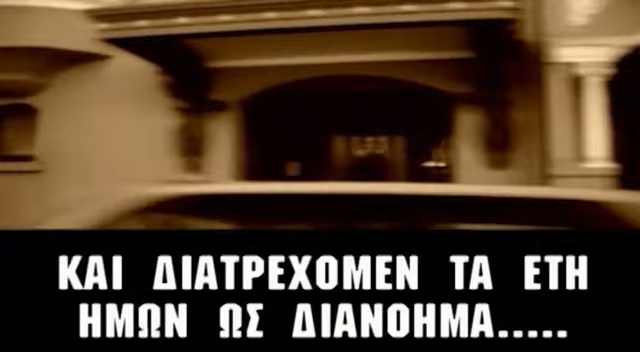 ΚΑΙ ΔΙΑΤΡΕΧΟΜΕΝ ΤΑ ΕΤΗ
ΗΜΩΝ ΩΣ ΔΙΑΝΟΗΜΑ.....